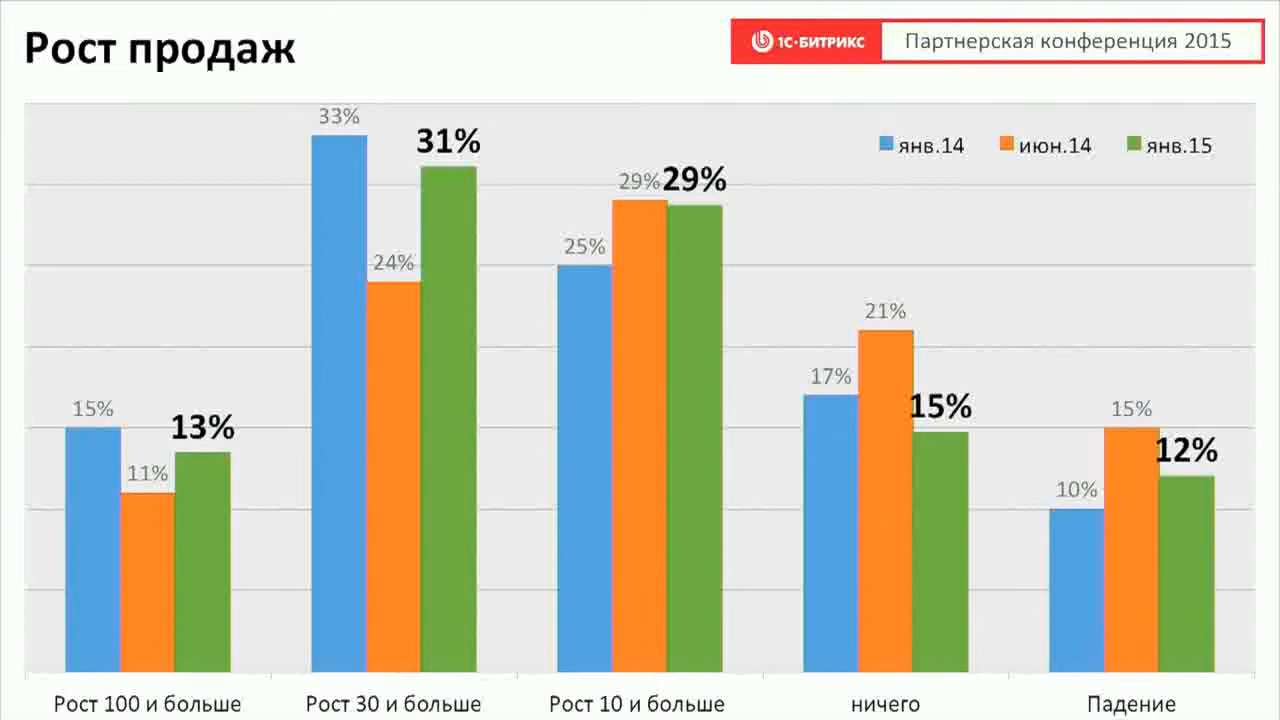 Рост продаж
1С-БИТРИКС
Партнерская конференция 2015
янв.14
июн.14
янв.15
15%
11%
13%
33%
24%
31%
25%
29%
29%
17%
21%
15%
10%
15%
12%
Рост 100 и больше
Рост 30 и больше
Рост 10 и больше
ничего
Падение